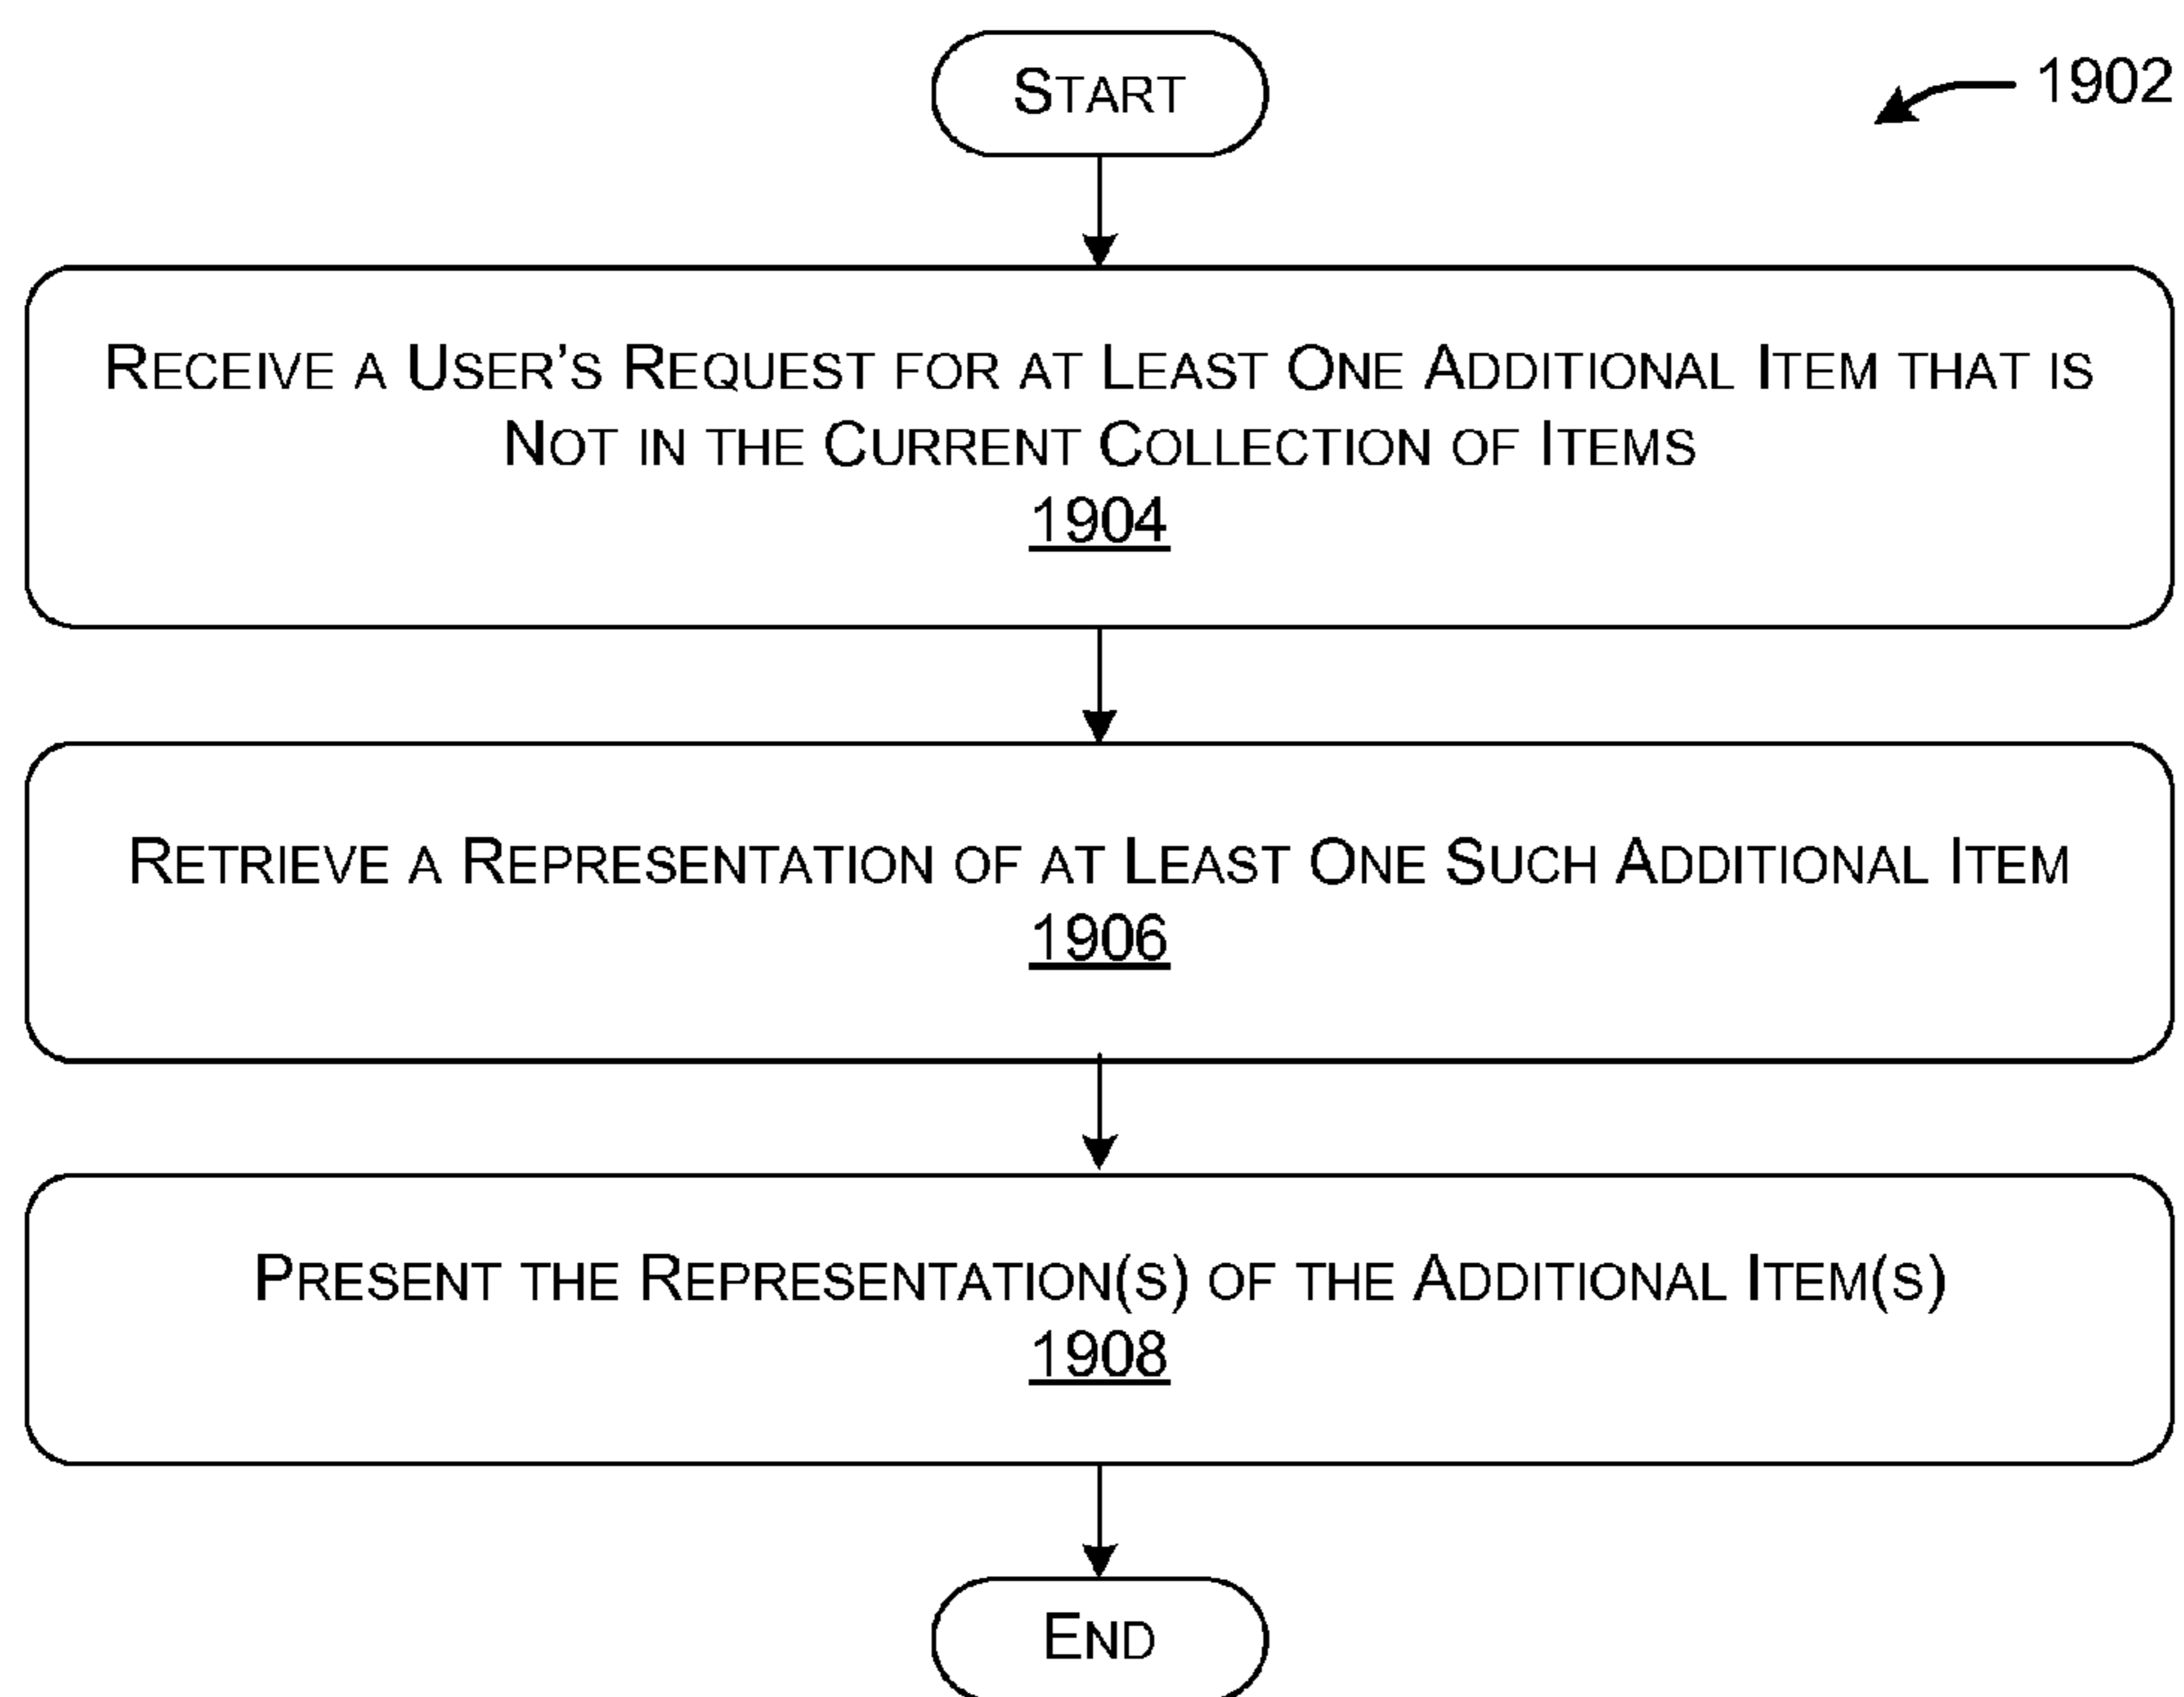 START
1902
RECEIVE A USER'S REQUEST FOR AT LEAST ONE ADDITIONAL ITEM THAT IS
NOT IN THE CURRENT COLLECTION OF ITEMS
1904
RETRIEVE A REPRESENTATION OF AT LEAST ONE SUCH ADDITIONAL ITEM
1906
PRESENT THE REPRESENTATION(S) OF THE ADDITIONAL ITEM(S)
1908
END